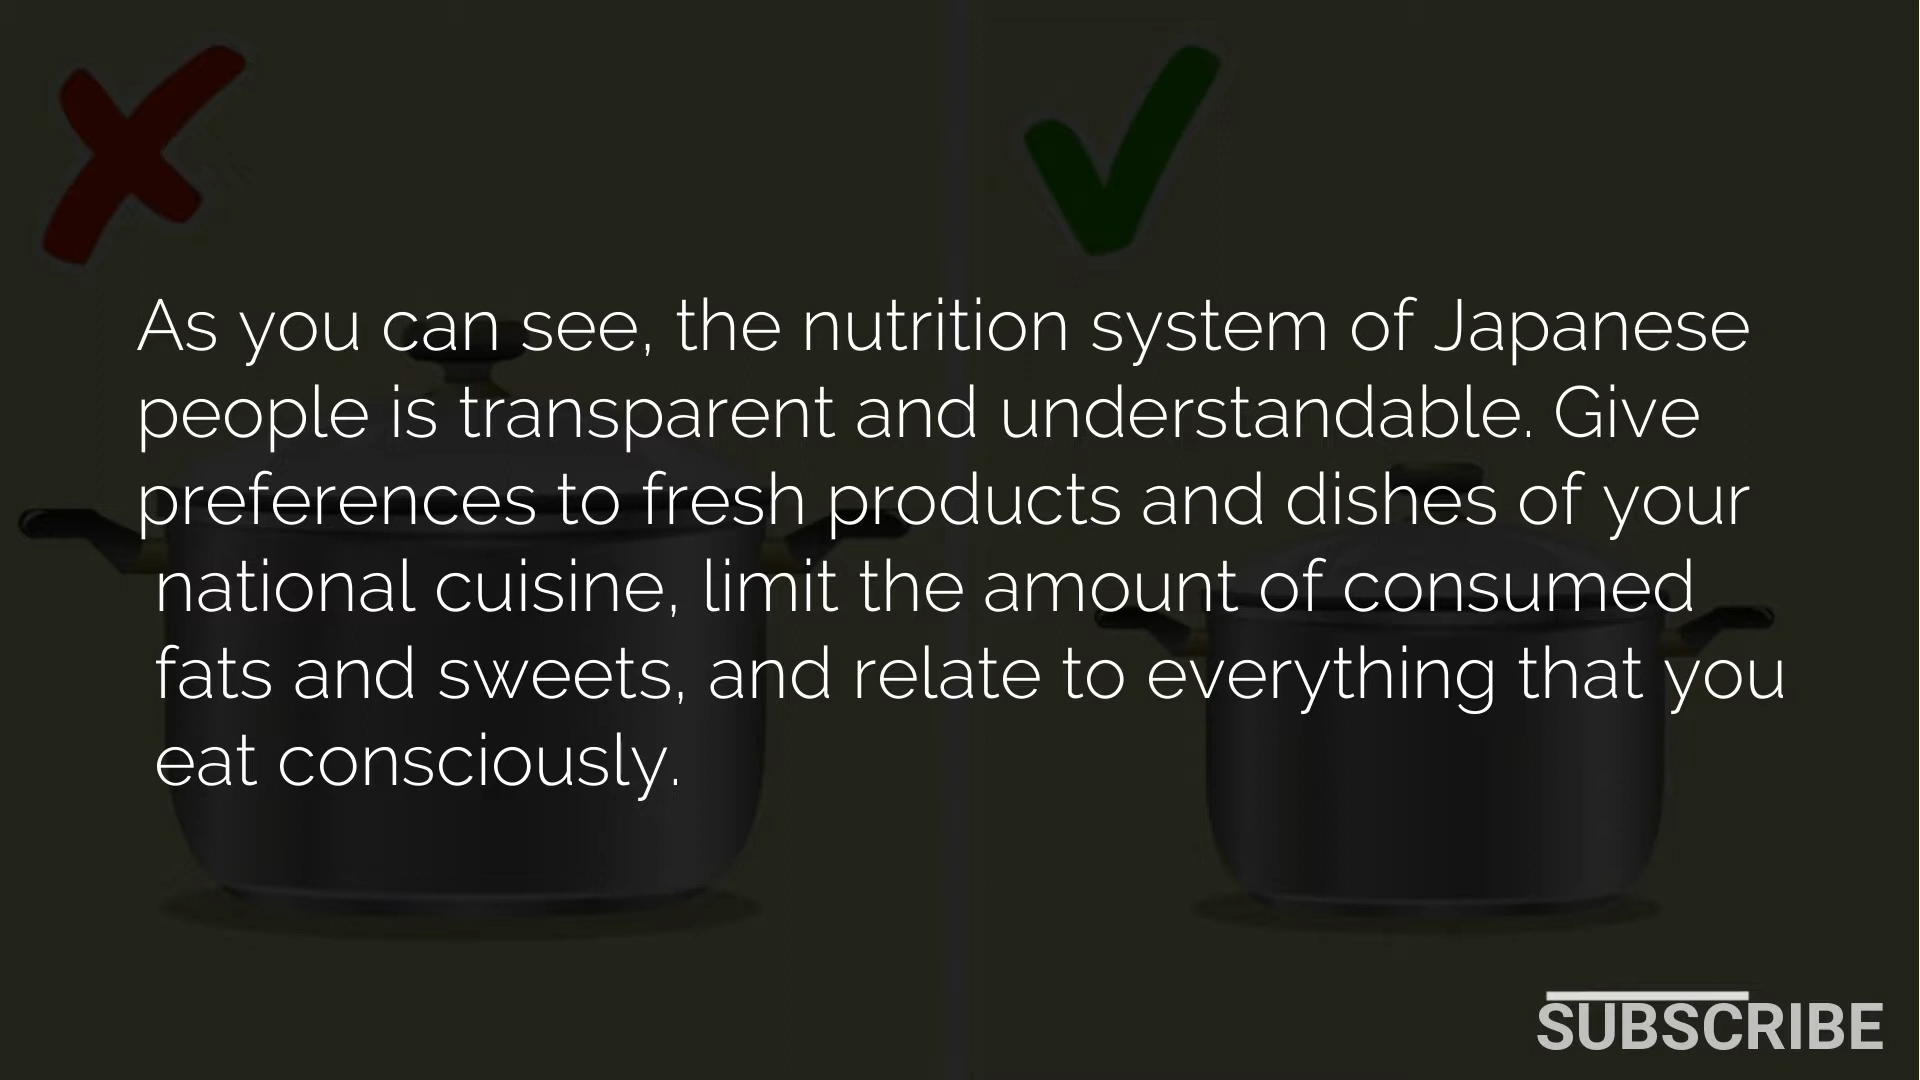 As you can see, the nutrition system of Japanese
people is transparent and understandable. Give
preferences to fresh products and dishes of your
national cuisine, limit the amount of consumed
fats and sweets, and relate to everything that you
eat consciously.
SUBSCRIBE